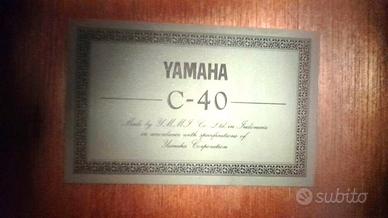 YAMAHA
C-40
Made by Y.M.M.I. Co. Ltd. in Indonesia
in accordance with specifications of
Yamaha Corporation
subito